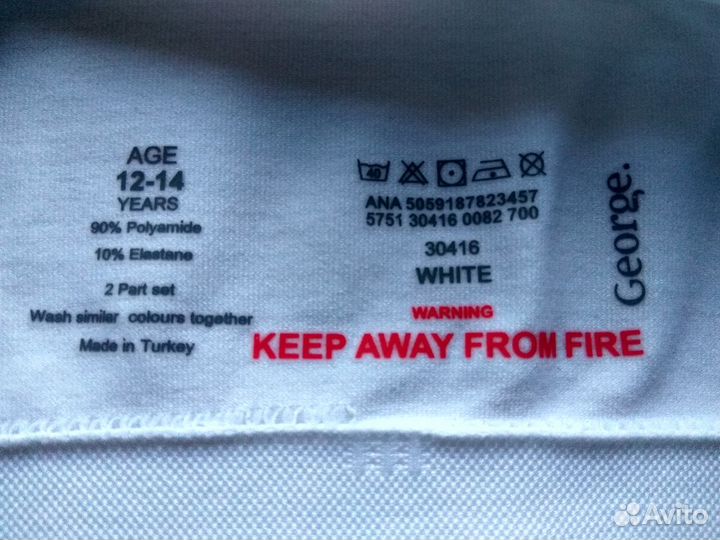 AGE
12-14
YEARS
90% Polyamide
10% Elastane
2 Part set
Wash similar colours together
Made in Turkey
40
ANA 5059187823457
5751 30416 0082 700
30416
WHITE
WARNING
KEEP AWAY FROM FIRE
George.
Avito